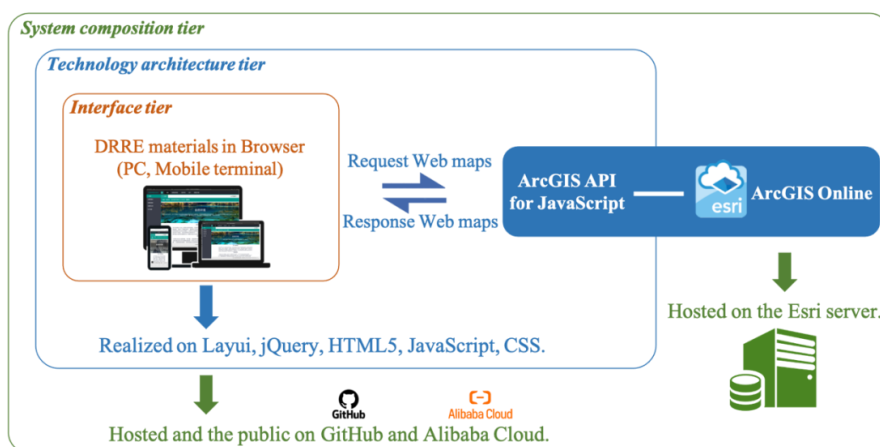 System composition tier
Technology architecture tier
Interface tier
DRRE materials in Browser
(PC, Mobile terminal)
Request Web maps
Response Web maps
ArcGIS API
for JavaScript
esri
ArcGIS Online
Hosted on the Esri server.
Realized on Layui, jQuery, HTML5, JavaScript, CSS.
GitHub
Alibaba Cloud
Hosted and the public on GitHub and Alibaba Cloud.